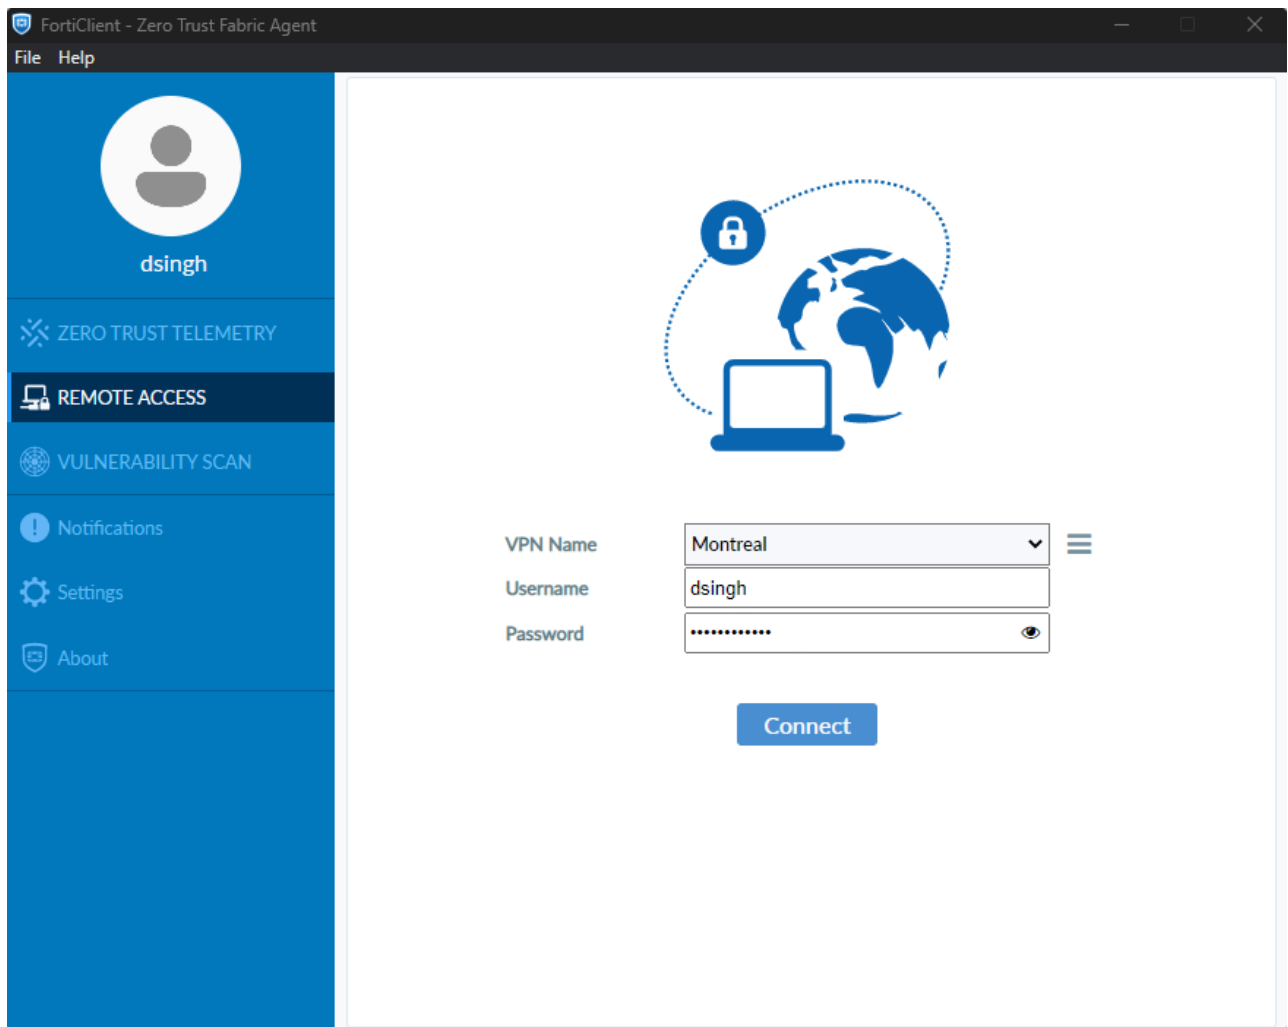 FortiClient - Zero Trust Fabric Agent
File Help
dsingh
ZERO TRUST TELEMETRY
REMOTE ACCESS
VULNERABILITY SCAN
Notifications
Settings
About
VPN Name Montreal
Username dsingh
Password ••••••••••••
Connect